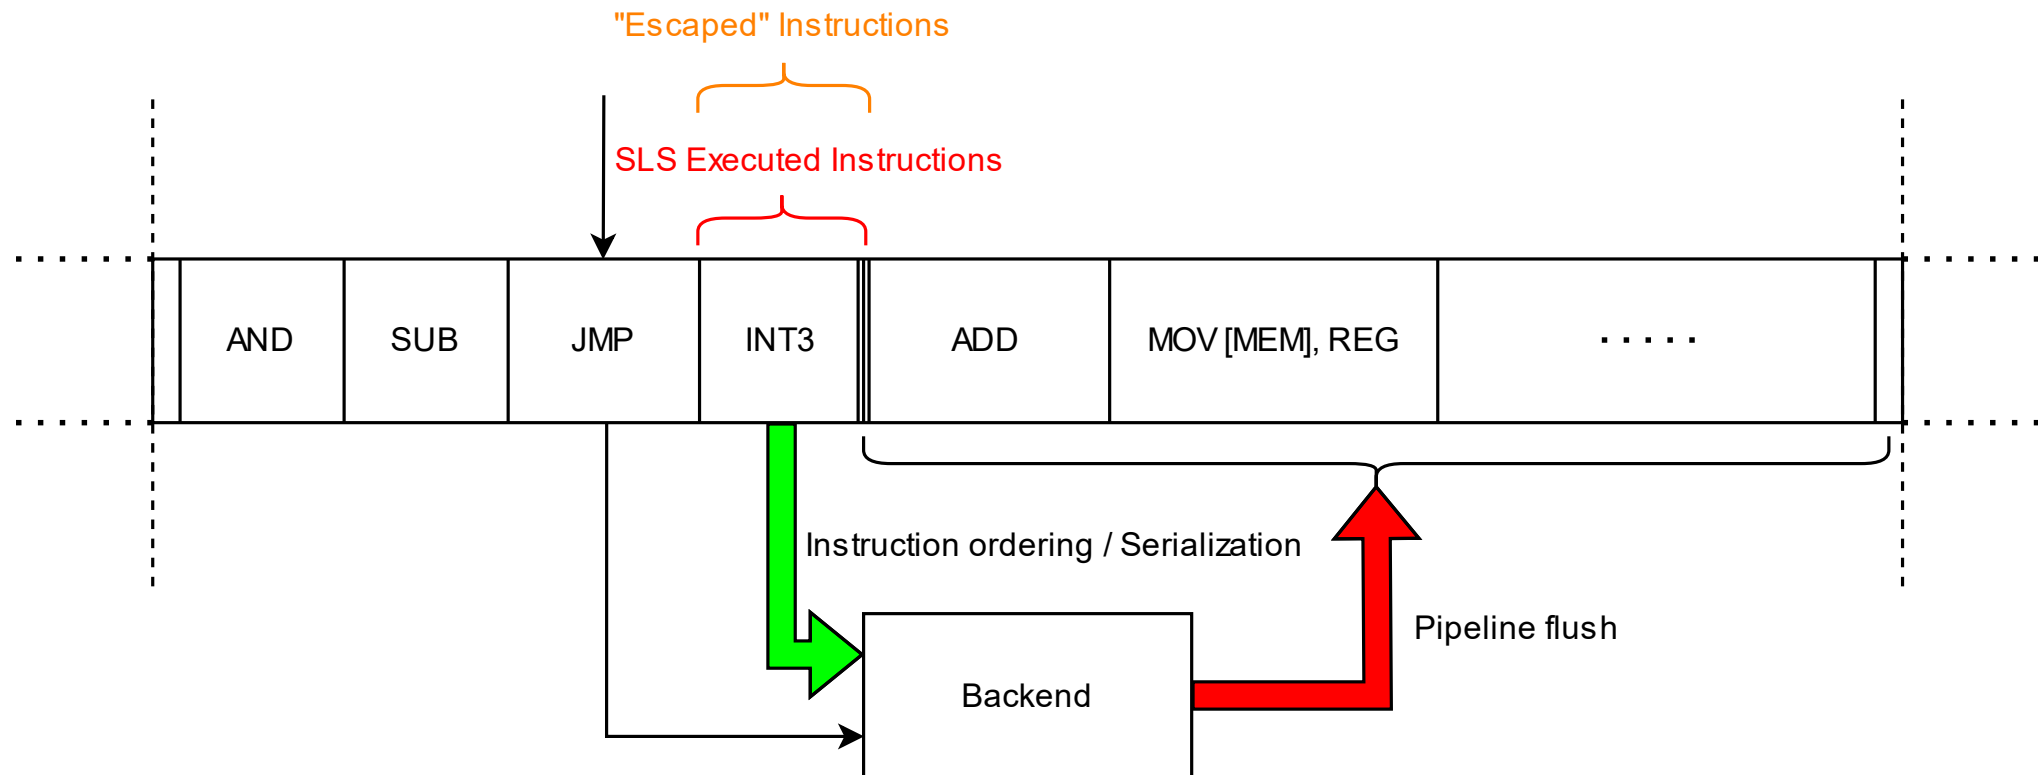 "Escaped" Instructions
SLS Executed Instructions
AND
SUB
JMP
INT3
ADD
MOV [MEM], REG
. . . . .
Instruction ordering / Serialization
Pipeline flush
Backend